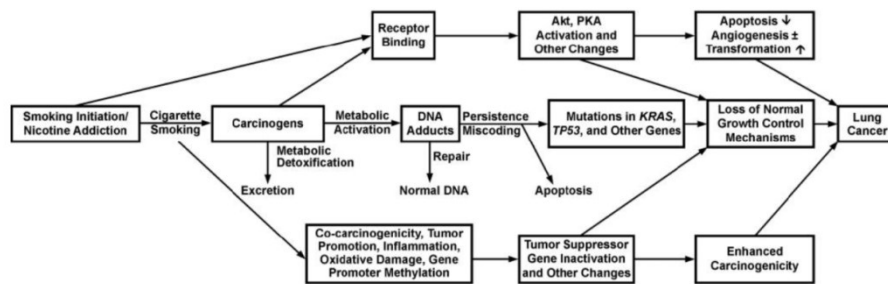 Receptor
Binding
Akt, PKA
Activation and
Other Changes
Apoptosis ↓
Angiogenesis ±
Transformation ↑
Smoking Initiation/
Nicotine Addiction
Cigarette
Smoking
Carcinogens
Metabolic
Activation
DNA
Adducts
Persistence
Miscoding
Mutations in KRAS,
TP53, and Other Genes
Loss of Normal
Growth Control
Mechanisms
Lung
Cancer
Metabolic
Detoxification
Excretion
Repair
Normal DNA
Apoptosis
Co-carcinogenicity, Tumor
Promotion, Inflammation,
Oxidative Damage, Gene
Promoter Methylation
Tumor Suppressor
Gene Inactivation
and Other Changes
Enhanced
Carcinogenicity